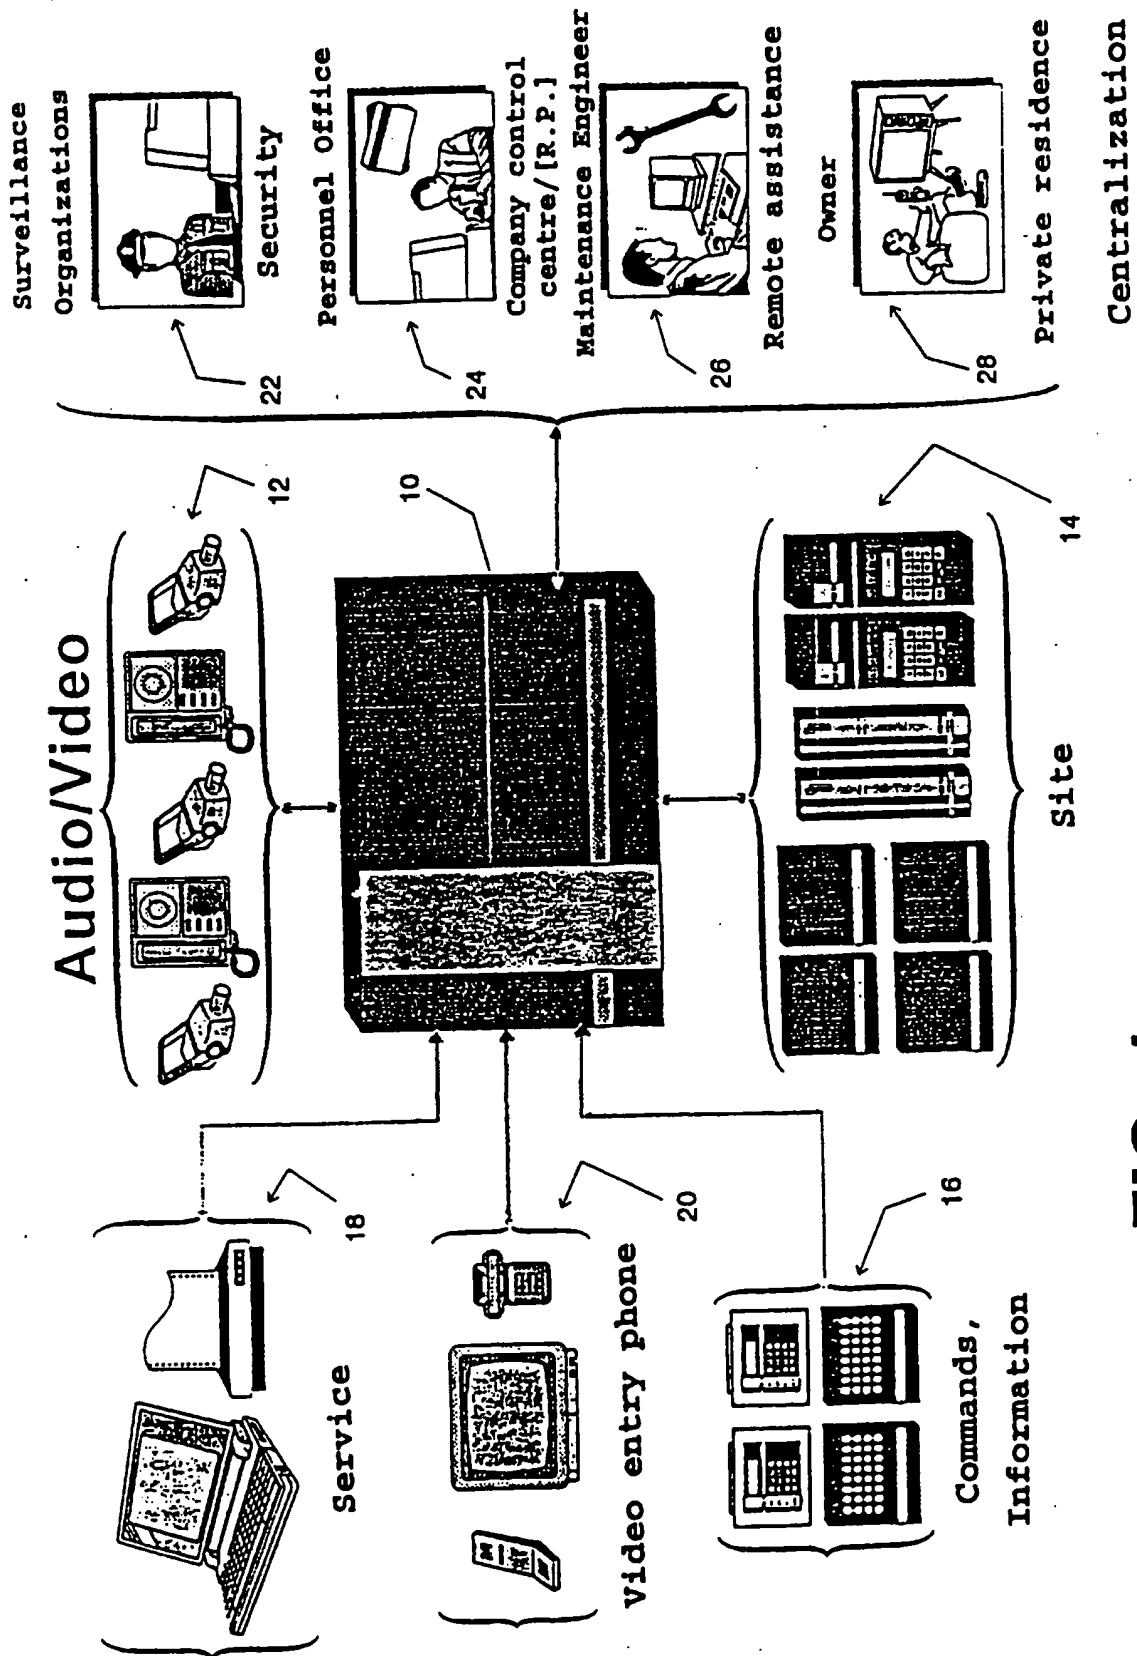 Audio/Video
12
10
Service
18
Video entry phone
20
Commands,
Information
16
Site
14
Surveillance
Organizations
Security
22
Personnel Office
24
Company control
centre/[R.P.]
Maintenance Engineer
26
Remote assistance
Owner
28
Private residence
Centralization